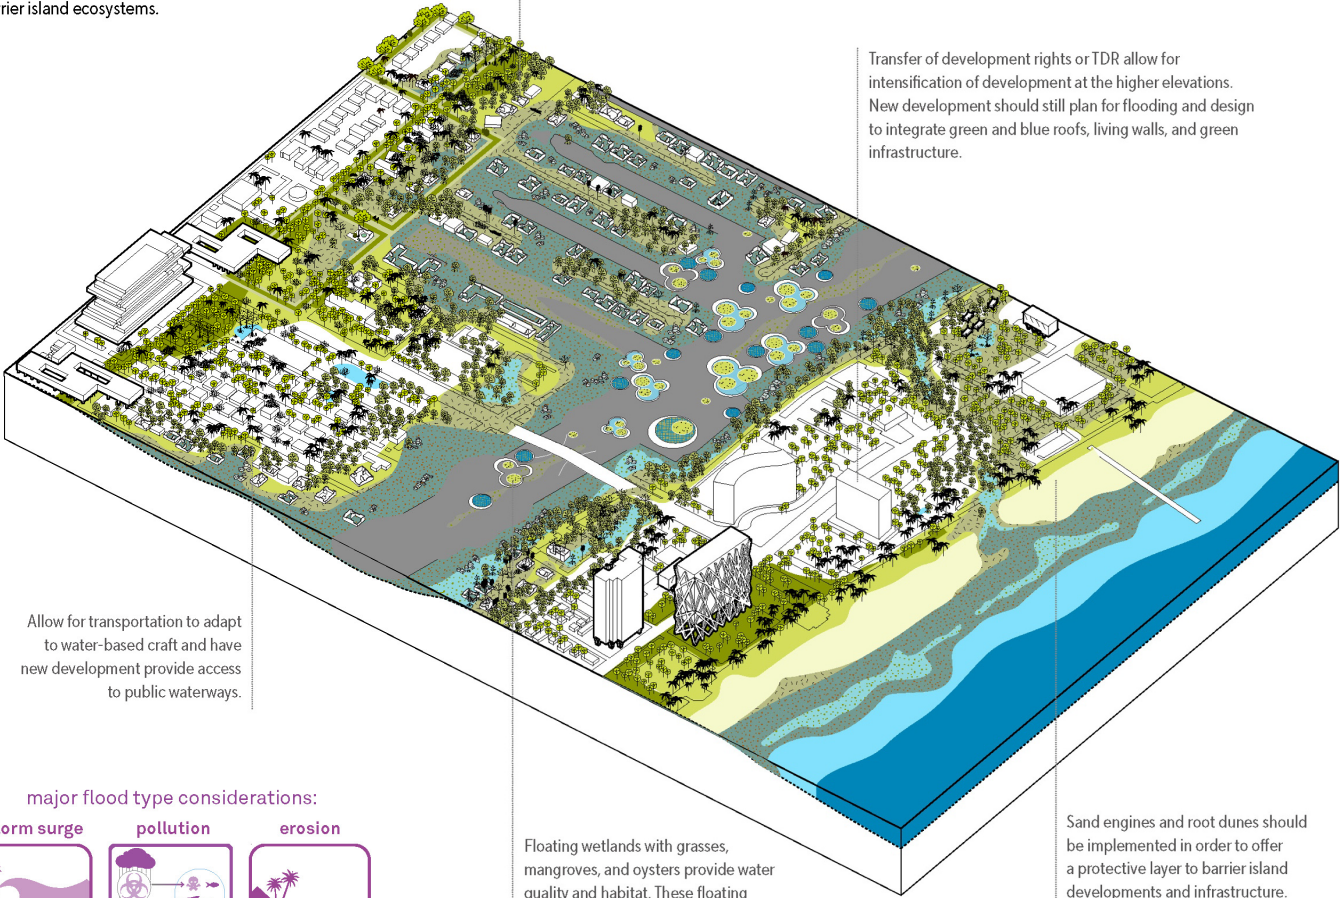 rier island ecosystems.
Transfer of development rights or TDR allow for
intensification of development at the higher elevations.
New development should still plan for flooding and design
to integrate green and blue roofs, living walls, and green
infrastructure.
Allow for transportation to adapt
to water-based craft and have
new development provide access
to public waterways.
major flood type considerations:
orm surge
pollution
erosion
Floating wetlands with grasses,
mangroves, and oysters provide water
quality and habitat. These floating
Sand engines and root dunes should
be implemented in order to offer
a protective layer to barrier island
developments and infrastructure.